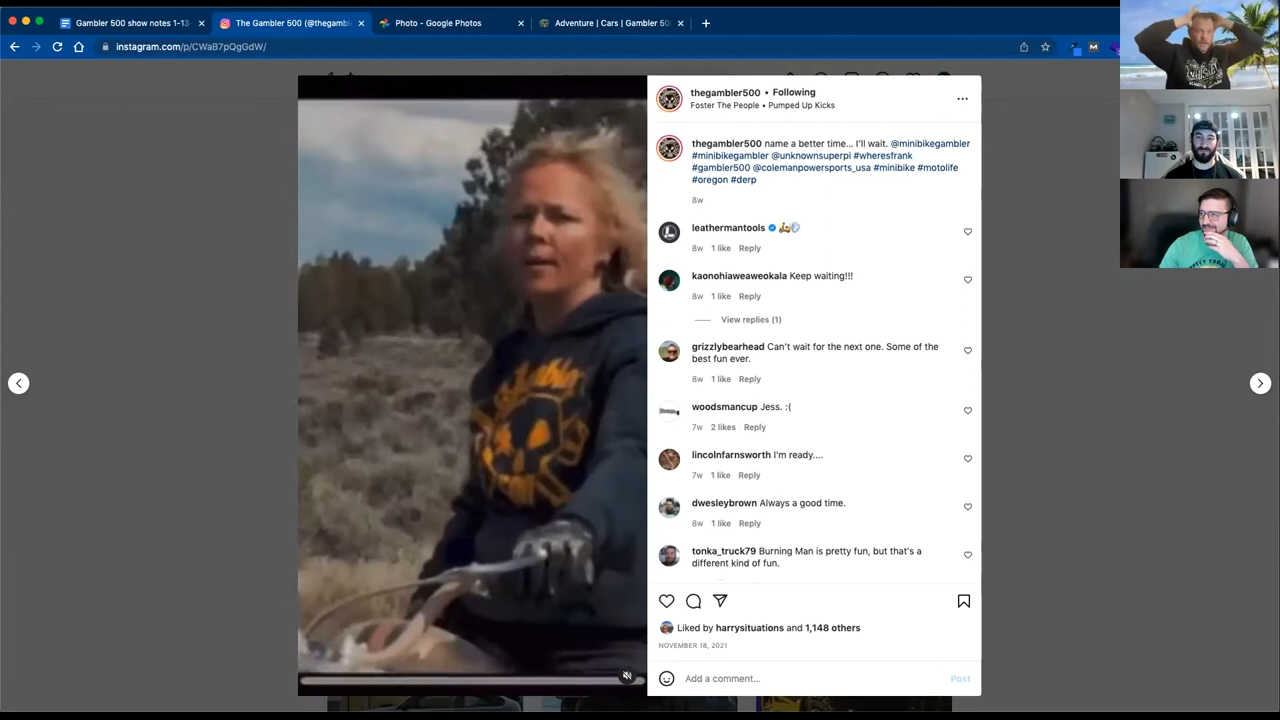 Gambler 500 show notes 1-13-
The Gambler 500 (@thegambl
Photo - Google Photos
Adventure | Cars | Gambler 50
instagram.com/p/CWaB7pQgGdW/
thegambler500 • Following
Foster The People • Pumped Up Kicks
thegambler500 name a better time... I'll wait. @minibikegambler
#minibikegambler @unknownsuperpi #wheresfrank
#gambler500 @colemanpowersports_usa #minibike #motolife
#oregon #derp
8w
leathermantools 🛵💨
8w 1 like Reply
kaonohiaweaweokala Keep waiting!!!
8w 1 like Reply
View replies (1)
grizzlybearhead Can't wait for the next one. Some of the
best fun ever.
8w 1 like Reply
woodsmancup Jess. :(
7w 2 likes Reply
lincolnfarnsworth I'm ready....
7w 1 like Reply
dwesleybrown Always a good time.
8w 1 like Reply
tonka_truck79 Burning Man is pretty fun, but that's a
different kind of fun.
Liked by harrysituations and 1,148 others
NOVEMBER 18, 2021
Add a comment...
Post